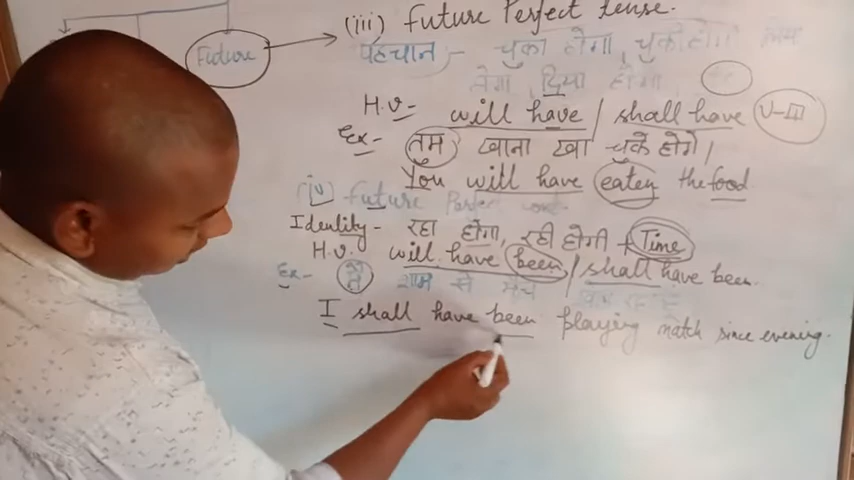 Future
(iii) Future Perfect tense.
पहचान - चुका होगा, चुकी होगी लिया
होगा, दिया होगा
H.V- will have / shall have V-III
Ex- तुम खाना खा चुके होगे/
You will have eaten the food
(iv) Future Perfect cont.
Identity- रहा होगा, रही होगी + Time
H.V. will have been / shall have been.
Ex- मैं शाम से मैच
I shall have been playing match since evening.